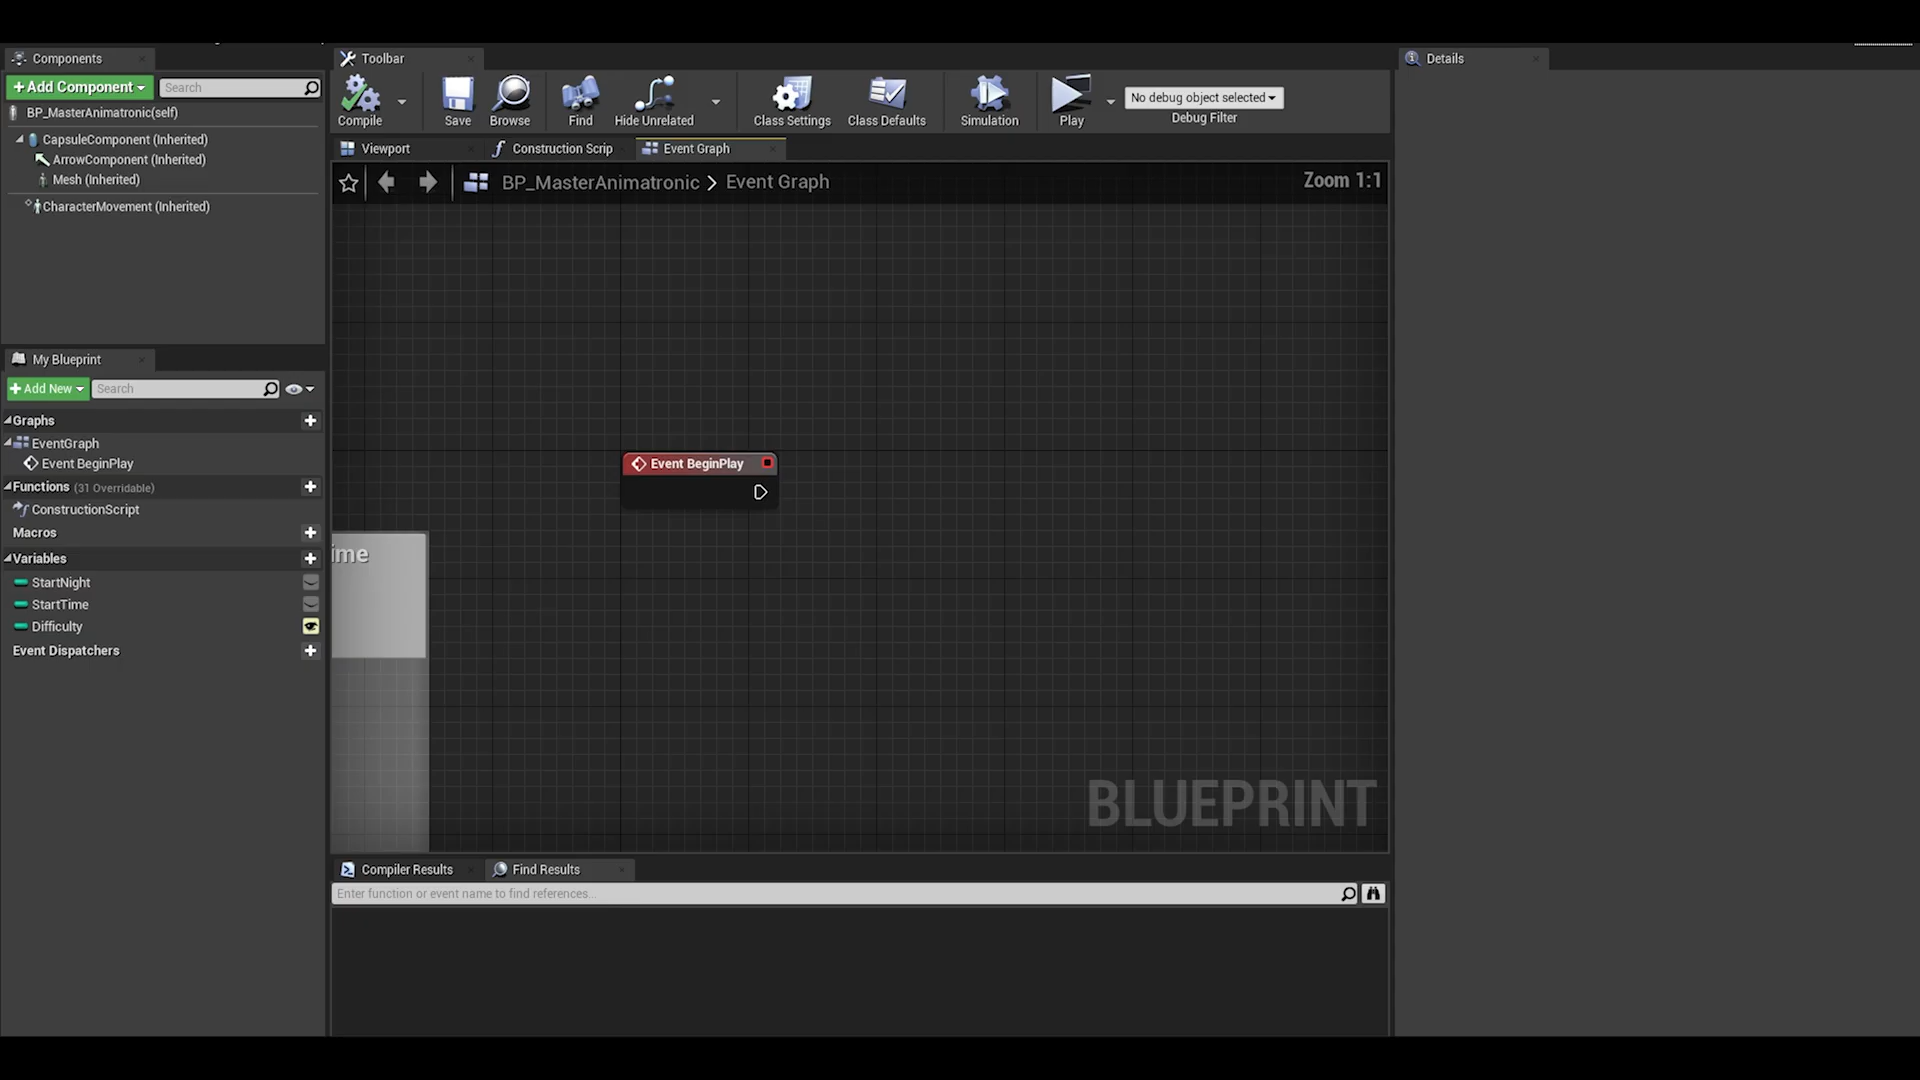 Components
Toolbar
Details
Add Component
Search
BP_MasterAnimatronic(self)
CapsuleComponent (Inherited)
ArrowComponent (Inherited)
Mesh (Inherited)
CharacterMovement (Inherited)
Compile
Save
Browse
Find
Hide Unrelated
Class Settings
Class Defaults
Simulation
Play
No debug object selected
Debug Filter
Viewport
Construction Scrip
Event Graph
BP_MasterAnimatronic > Event Graph
Zoom 1:1
My Blueprint
Add New
Search
Graphs
EventGraph
Event BeginPlay
Functions (31 Overridable)
ConstructionScript
Macros
Variables
StartNight
StartTime
Difficulty
Event Dispatchers
Event BeginPlay
ime
BLUEPRINT
Compiler Results
Find Results
Enter function or event name to find references...